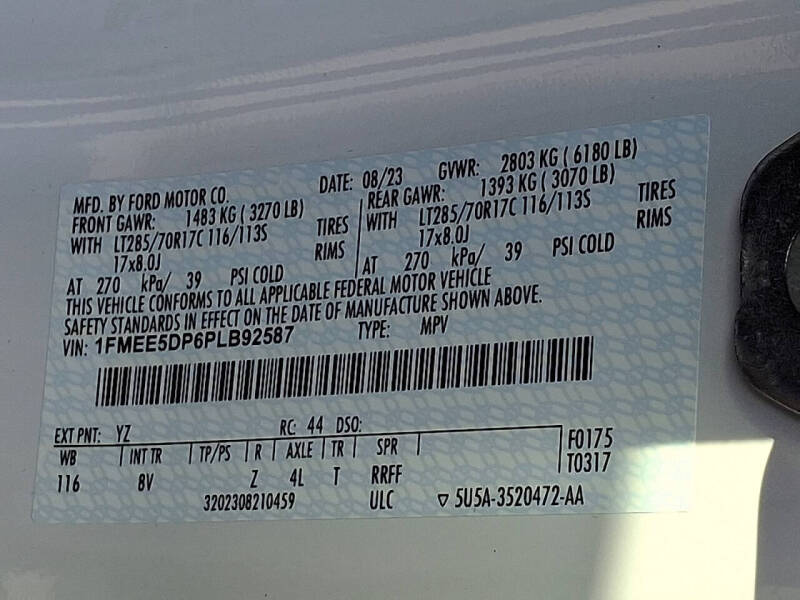 MFD. BY FORD MOTOR CO. DATE: 08/23 GVWR: 2803 KG ( 6180 LB)
FRONT GAWR: 1483 KG ( 3270 LB) REAR GAWR: 1393 KG ( 3070 LB)
WITH LT285/70R17C 116/113S TIRES WITH LT285/70R17C 116/113S TIRES
17x8.0J RIMS 17x8.0J RIMS
AT 270 kPa/ 39 PSI COLD AT 270 kPa/ 39 PSI COLD
THIS VEHICLE CONFORMS TO ALL APPLICABLE FEDERAL MOTOR VEHICLE
SAFETY STANDARDS IN EFFECT ON THE DATE OF MANUFACTURE SHOWN ABOVE.
VIN: 1FMEE5DP6PLB92587 TYPE: MPV
EXT PNT: YZ RC: 44 DSO: F0175
WB INT TR TP/PS R AXLE TR SPR T0317
116 8V Z 4L T RRFF
3202308210459 ULC ▽ 5U5A-3520472-AA